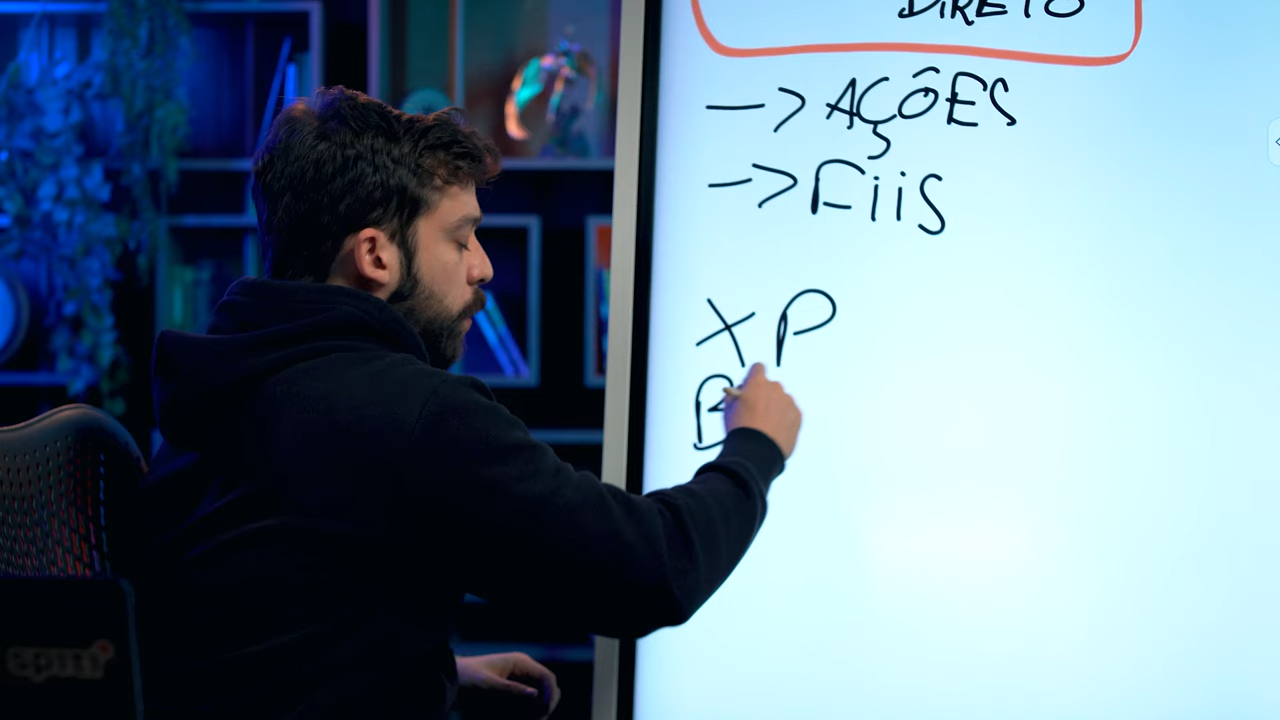 DIRETO
—> AÇÕES
—> Fiis
XP
B